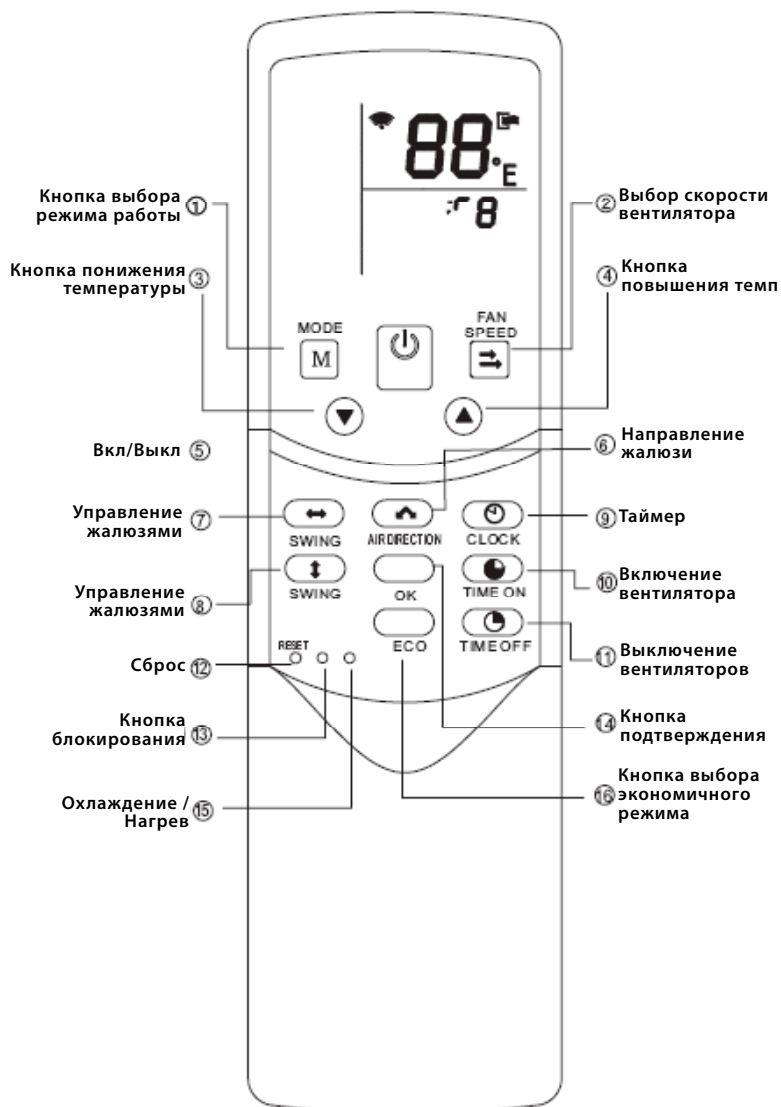 88°E
8
Кнопка выбора
режима работы ①
② Выбор скорости
вентилятора
Кнопка понижения ③
температуры
④ Кнопка
повышения темп
MODE
M
FAN
SPEED
Вкл/Выкл ⑤
⑥ Направление
жалюзи
Управление
жалюзями ⑦
SWING
AIR DIRECTION
CLOCK
⑨ Таймер
Управление
жалюзями ⑧
SWING
OK
TIME ON
⑩ Включение
вентилятора
ECO
TIME OFF
⑪ Выключение
вентиляторов
RESET
Сброс ⑫
Кнопка
блокирования ⑬
⑭ Кнопка
подтверждения
Охлаждение /
Нагрев ⑮
Кнопка выбора
⑯ экономичного
режима